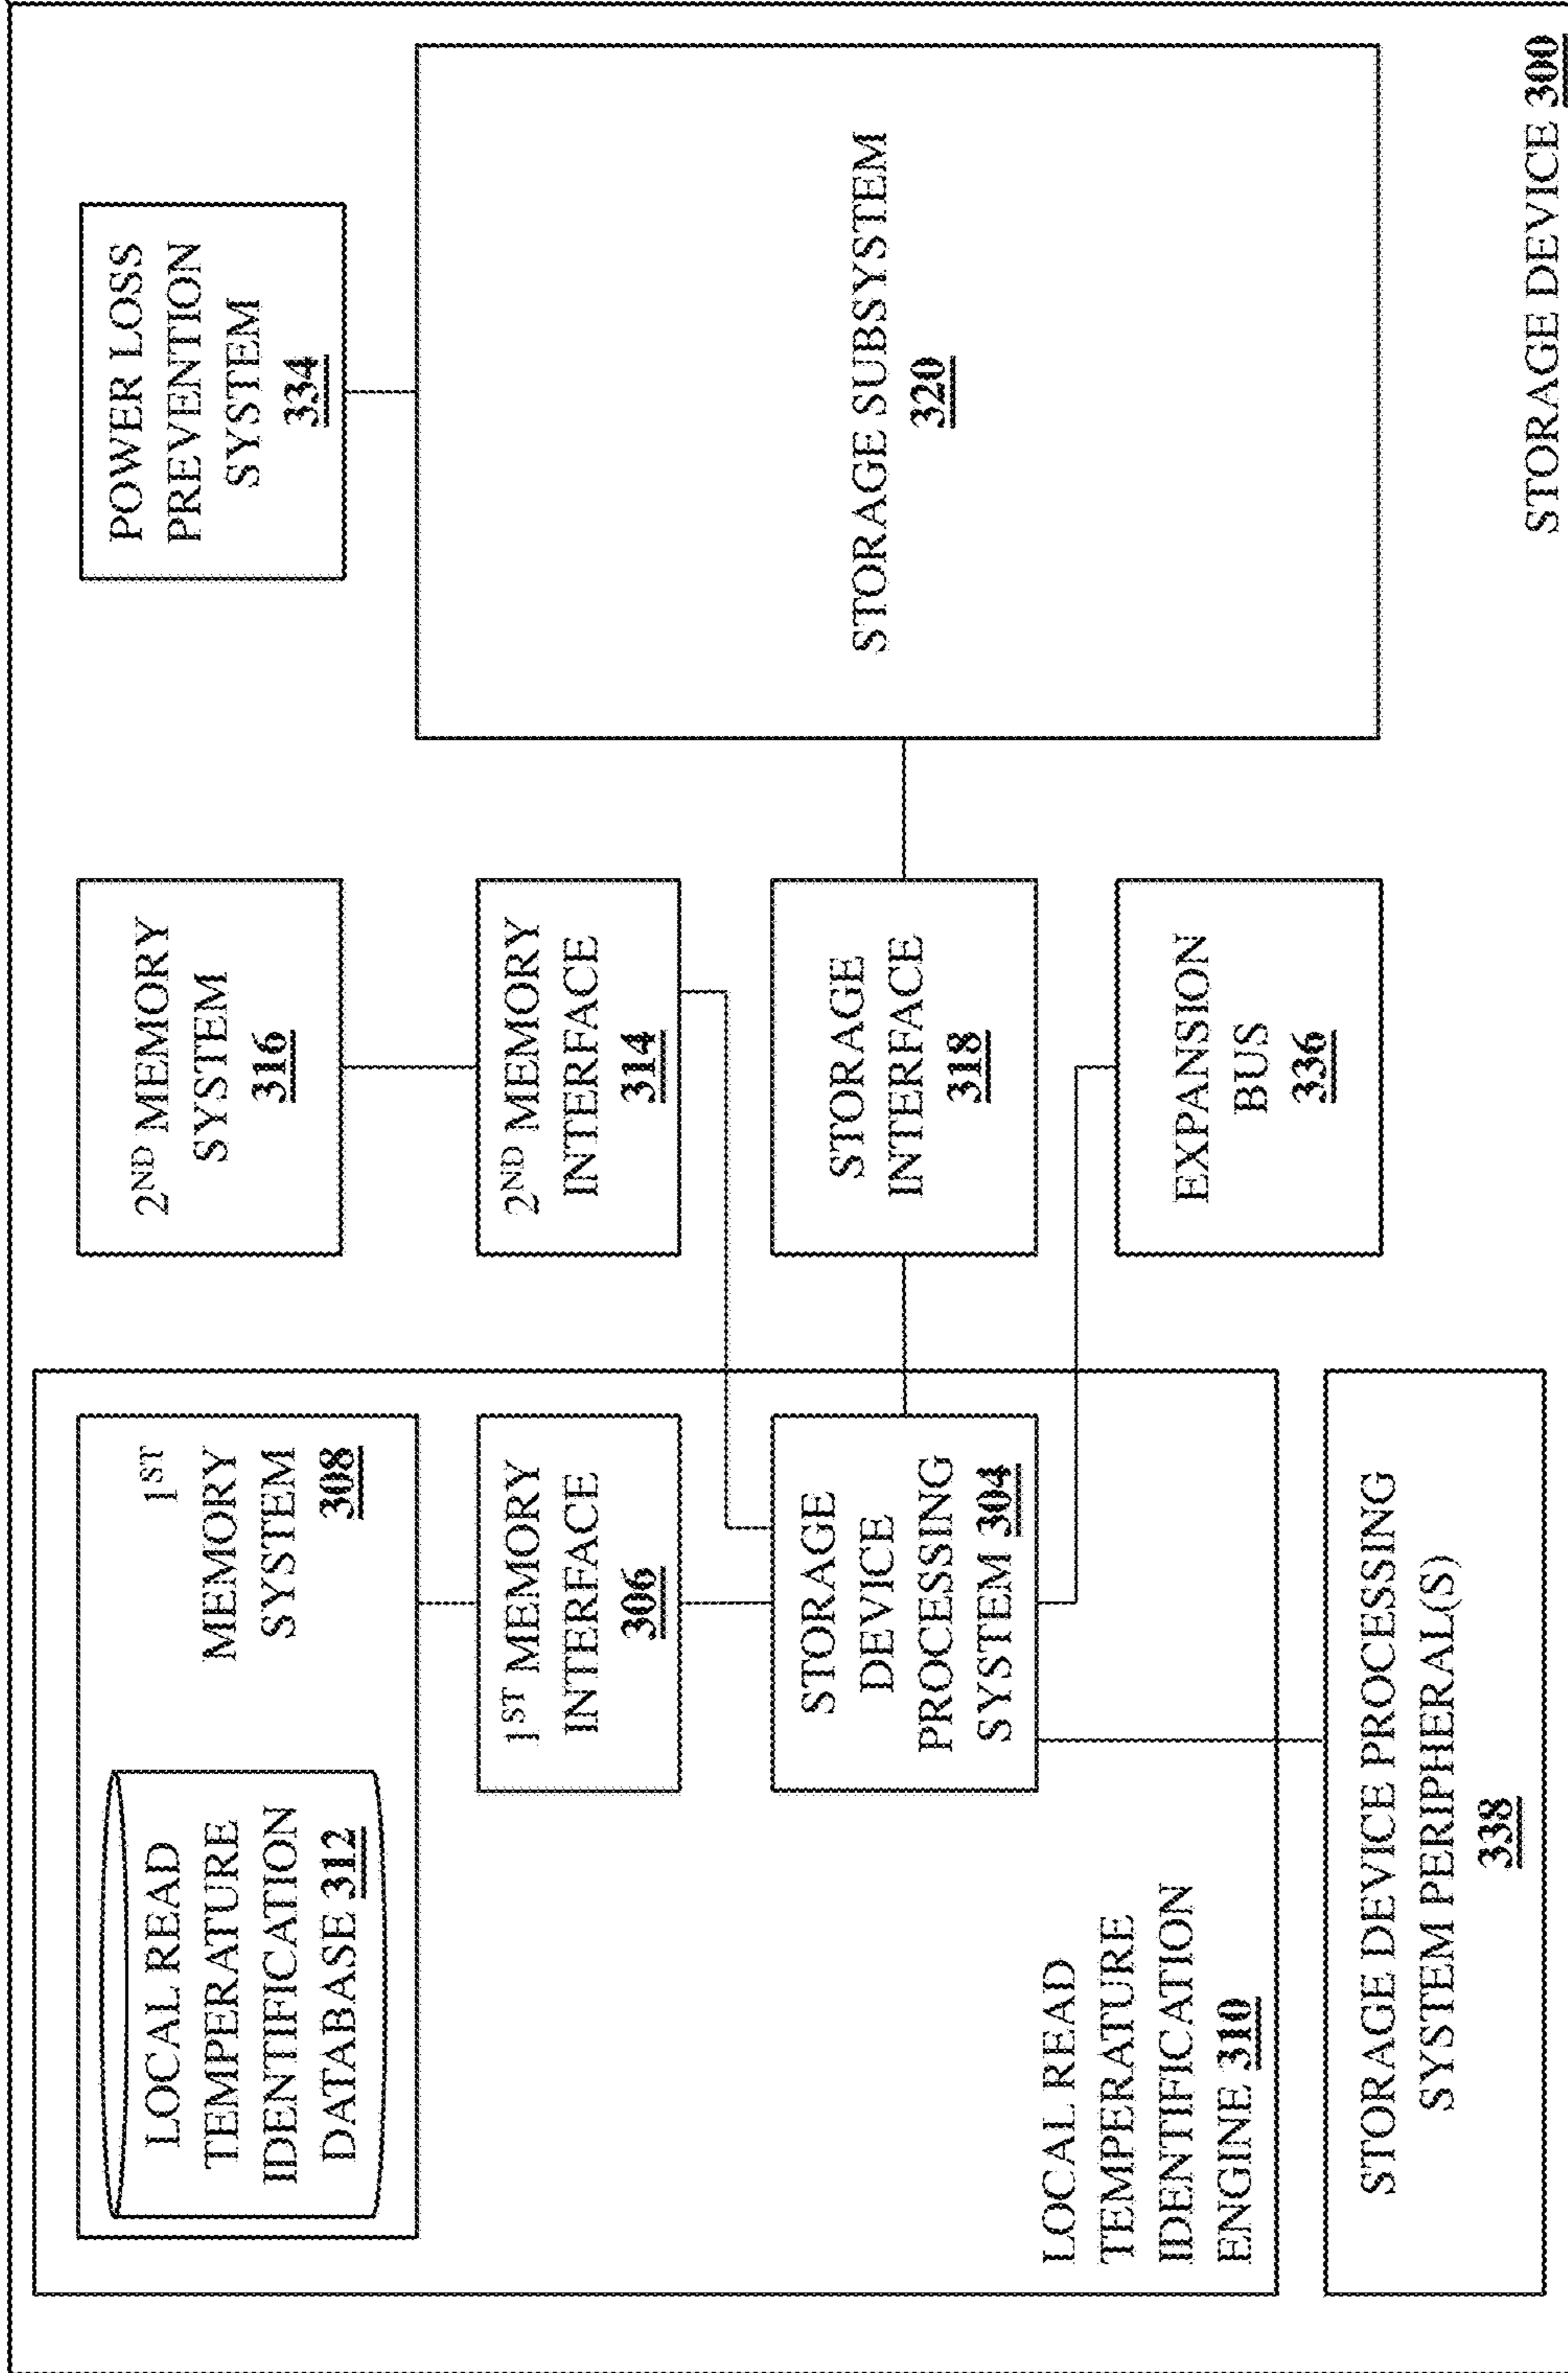 LOCAL READ
TEMPERATURE
IDENTIFICATION
DATABASE 312
1ST
MEMORY
SYSTEM
308
1ST MEMORY
INTERFACE
306
STORAGE
DEVICE
PROCESSING
SYSTEM 304
LOCAL READ
TEMPERATURE
IDENTIFICATION
ENGINE 310
STORAGE DEVICE PROCESSING
SYSTEM PERIPHERAL(S)
338
2ND MEMORY
SYSTEM
316
2ND MEMORY
INTERFACE
314
STORAGE
INTERFACE
318
EXPANSION
BUS
336
POWER LOSS
PREVENTION
SYSTEM
334
STORAGE SUBSYSTEM
320
STORAGE DEVICE 300